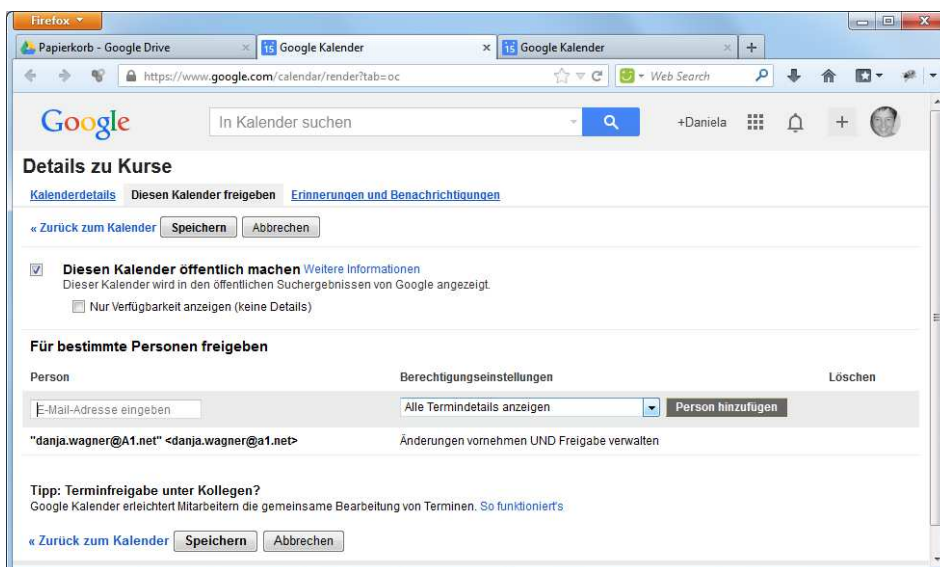 Firefox
Papierkorb - Google Drive
Google Kalender
Google Kalender
https://www.google.com/calendar/render?tab=oc
Web Search
Google
In Kalender suchen
+Daniela
Details zu Kurse
Kalenderdetails Diesen Kalender freigeben Erinnerungen und Benachrichtigungen
« Zurück zum Kalender Speichern Abbrechen
Diesen Kalender öffentlich machen Weitere Informationen
Dieser Kalender wird in den öffentlichen Suchergebnissen von Google angezeigt.
Nur Verfügbarkeit anzeigen (keine Details)
Für bestimmte Personen freigeben
Person Berechtigungseinstellungen Löschen
E-Mail-Adresse eingeben Alle Termindetails anzeigen Person hinzufügen
"danja.wagner@A1.net" <danja.wagner@a1.net> Änderungen vornehmen UND Freigabe verwalten
Tipp: Terminfreigabe unter Kollegen?
Google Kalender erleichtert Mitarbeitern die gemeinsame Bearbeitung von Terminen. So funktioniert's
« Zurück zum Kalender Speichern Abbrechen